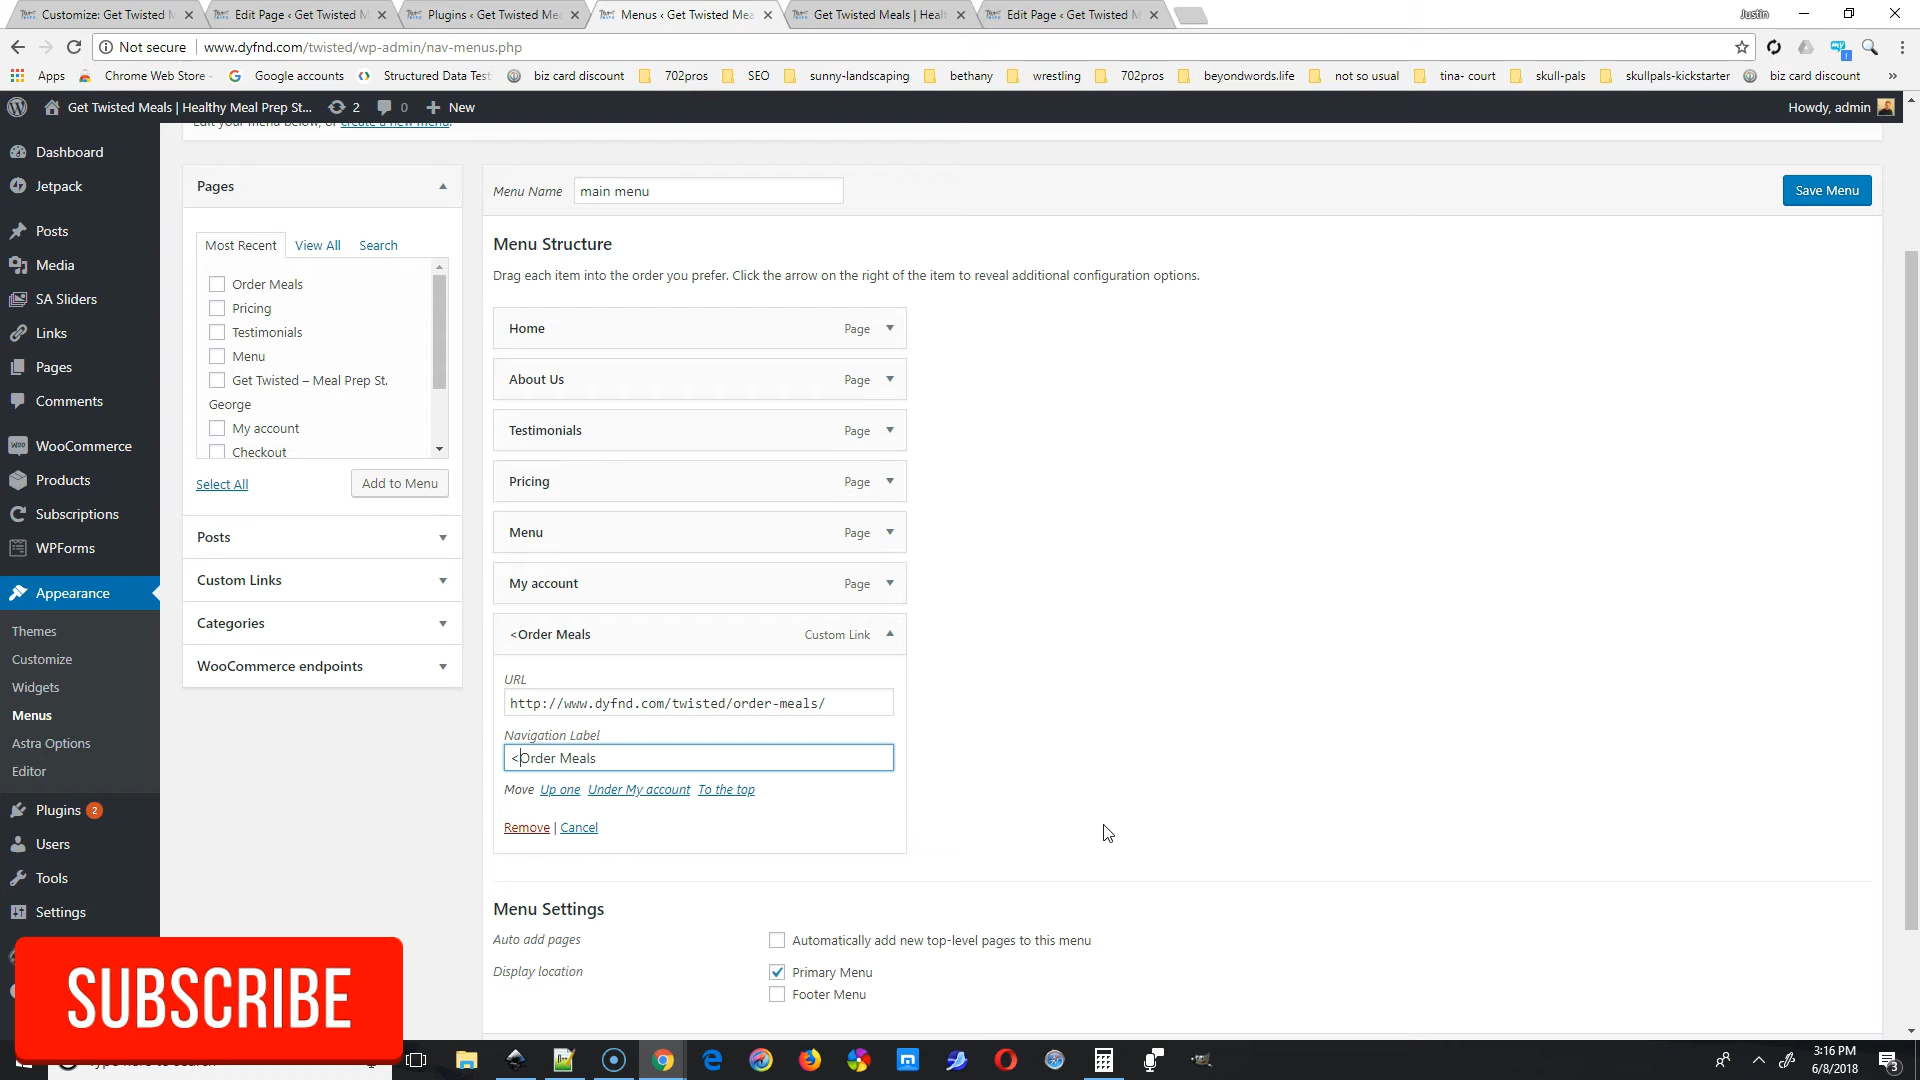 Customize: Get Twisted M
Edit Page ‹ Get Twisted M
Plugins ‹ Get Twisted Mea
Menus ‹ Get Twisted Mea
Get Twisted Meals | Healt
Edit Page ‹ Get Twisted M
Justin
Not secure
www.dyfnd.com/twisted/wp-admin/nav-menus.php
Apps
Chrome Web Store -
Google accounts
Structured Data Test
biz card discount
702pros
SEO
sunny-landscaping
bethany
wrestling
702pros
beyondwords.life
not so usual
tina- court
skull-pals
skullpals-kickstarter
biz card discount
»
Get Twisted Meals | Healthy Meal Prep St...
2
0
New
Howdy, admin
Edit your menu below, or create a new menu.
Dashboard
Jetpack
Posts
Media
SA Sliders
Links
Pages
Comments
WooCommerce
Products
Subscriptions
WPForms
Appearance
Themes
Customize
Widgets
Menus
Astra Options
Editor
Plugins 2
Users
Tools
Settings
Pages
Most Recent
View All
Search
Order Meals
Pricing
Testimonials
Menu
Get Twisted – Meal Prep St.
George
My account
Checkout
Select All
Add to Menu
Posts
Custom Links
Categories
WooCommerce endpoints
Menu Name
main menu
Save Menu
Menu Structure
Drag each item into the order you prefer. Click the arrow on the right of the item to reveal additional configuration options.
Home Page
About Us Page
Testimonials Page
Pricing Page
Menu Page
My account Page
<Order Meals Custom Link
URL
http://www.dyfnd.com/twisted/order-meals/
Navigation Label
<Order Meals
Move Up one Under My account To the top
Remove | Cancel
Menu Settings
Auto add pages
Automatically add new top-level pages to this menu
Display location
Primary Menu
Footer Menu
SUBSCRIBE
3:16 PM
6/8/2018
3